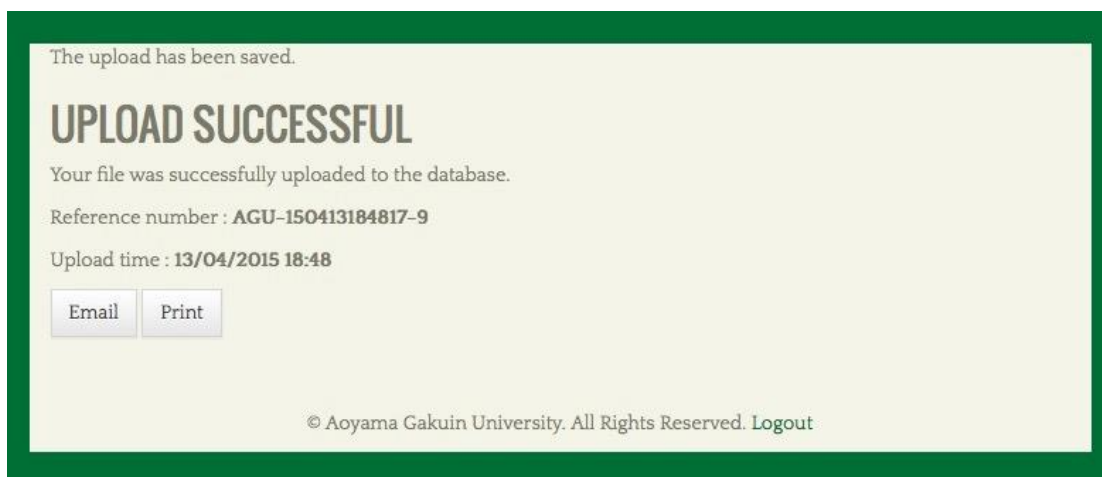 The upload has been saved.
UPLOAD SUCCESSFUL
Your file was successfully uploaded to the database.
Reference number : AGU-150413184817-9
Upload time : 13/04/2015 18:48
Email Print
© Aoyama Gakuin University. All Rights Reserved. Logout